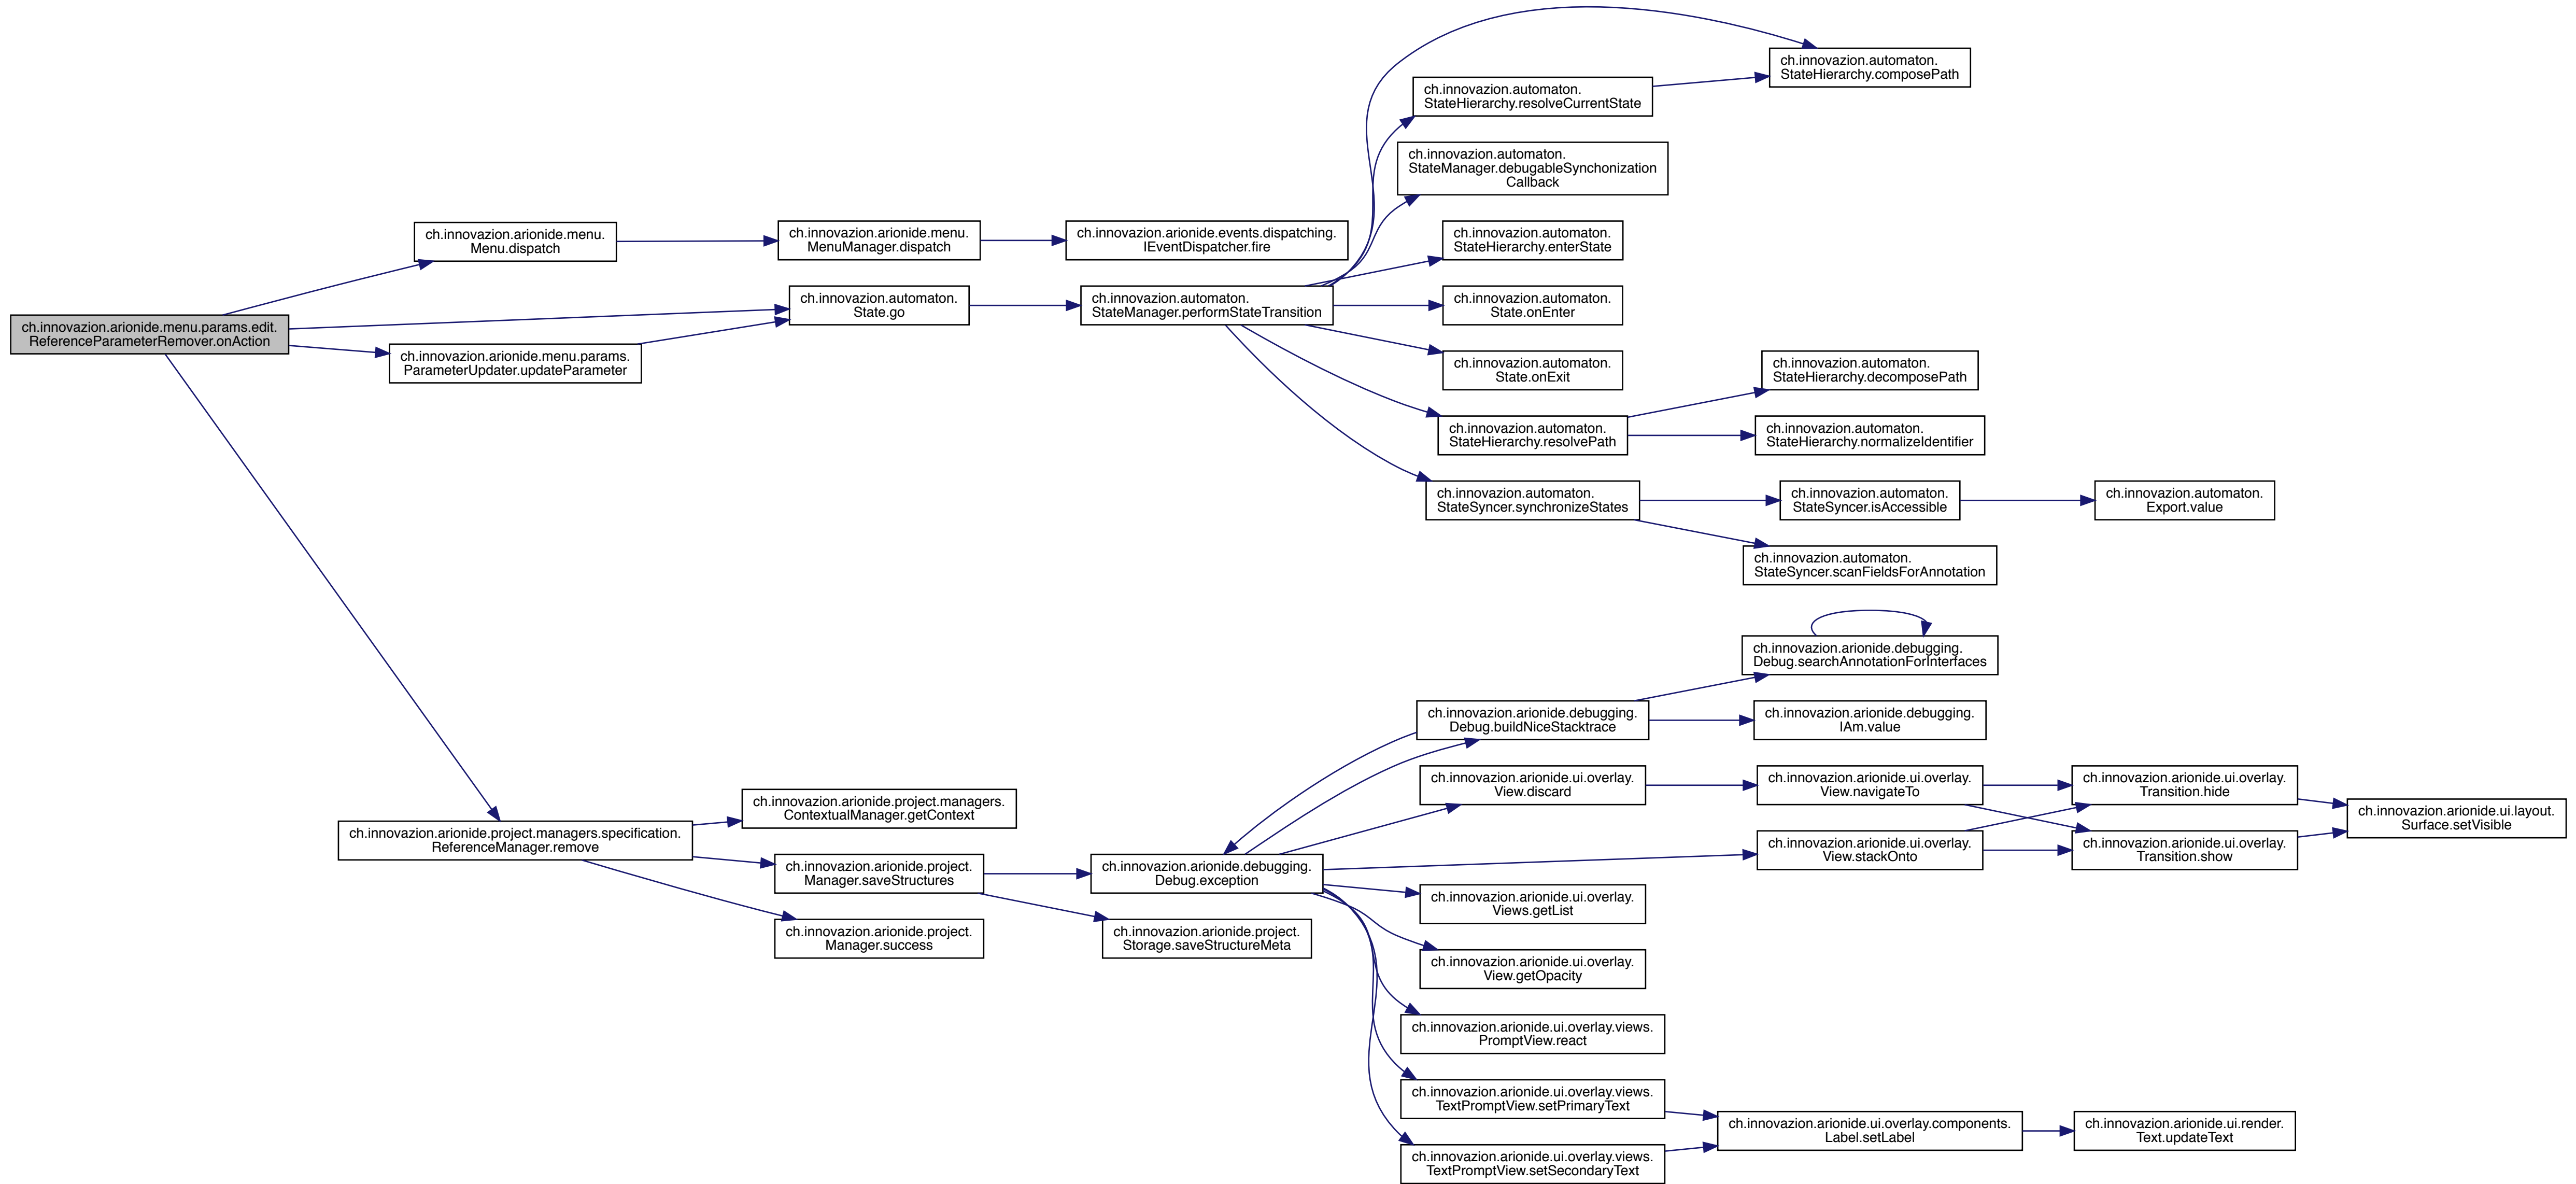 ch.innovazion.arionide.menu.params.edit.
ReferenceParameterRemover.onAction
ch.innovazion.arionide.menu.
Menu.dispatch
ch.innovazion.arionide.menu.
MenuManager.dispatch
ch.innovazion.arionide.events.dispatching.
IEventDispatcher.fire
ch.innovazion.automaton.
State.go
ch.innovazion.arionide.menu.params.
ParameterUpdater.updateParameter
ch.innovazion.automaton.
StateManager.performStateTransition
ch.innovazion.automaton.
StateHierarchy.composePath
ch.innovazion.automaton.
StateHierarchy.resolveCurrentState
ch.innovazion.automaton.
StateManager.debugableSynchonization
Callback
ch.innovazion.automaton.
StateHierarchy.enterState
ch.innovazion.automaton.
State.onEnter
ch.innovazion.automaton.
State.onExit
ch.innovazion.automaton.
StateHierarchy.resolvePath
ch.innovazion.automaton.
StateHierarchy.decomposePath
ch.innovazion.automaton.
StateHierarchy.normalizeIdentifier
ch.innovazion.automaton.
StateSyncer.synchronizeStates
ch.innovazion.automaton.
StateSyncer.isAccessible
ch.innovazion.automaton.
Export.value
ch.innovazion.automaton.
StateSyncer.scanFieldsForAnnotation
ch.innovazion.arionide.project.managers.specification.
ReferenceManager.remove
ch.innovazion.arionide.project.managers.
ContextualManager.getContext
ch.innovazion.arionide.project.
Manager.saveStructures
ch.innovazion.arionide.project.
Manager.success
ch.innovazion.arionide.debugging.
Debug.exception
ch.innovazion.arionide.project.
Storage.saveStructureMeta
ch.innovazion.arionide.debugging.
Debug.buildNiceStacktrace
ch.innovazion.arionide.debugging.
Debug.searchAnnotationForInterfaces
ch.innovazion.arionide.debugging.
IAm.value
ch.innovazion.arionide.ui.overlay.
View.discard
ch.innovazion.arionide.ui.overlay.
View.navigateTo
ch.innovazion.arionide.ui.overlay.
View.stackOnto
ch.innovazion.arionide.ui.overlay.
Transition.hide
ch.innovazion.arionide.ui.overlay.
Transition.show
ch.innovazion.arionide.ui.layout.
Surface.setVisible
ch.innovazion.arionide.ui.overlay.
Views.getList
ch.innovazion.arionide.ui.overlay.
View.getOpacity
ch.innovazion.arionide.ui.overlay.views.
PromptView.react
ch.innovazion.arionide.ui.overlay.views.
TextPromptView.setPrimaryText
ch.innovazion.arionide.ui.overlay.views.
TextPromptView.setSecondaryText
ch.innovazion.arionide.ui.overlay.components.
Label.setLabel
ch.innovazion.arionide.ui.render.
Text.updateText